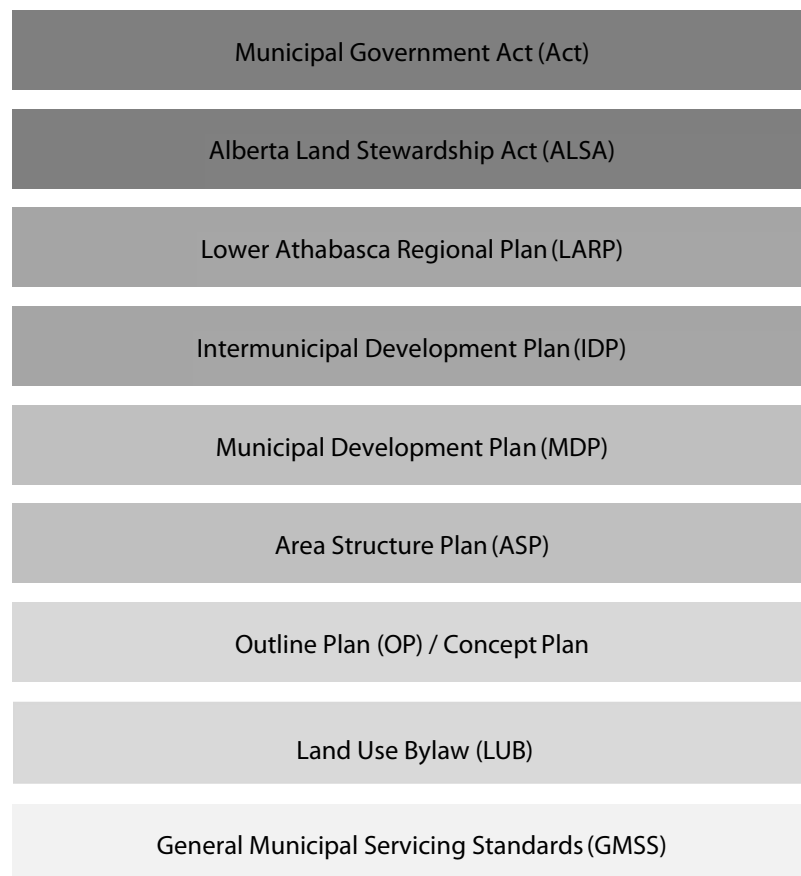 Municipal Government Act (Act)
Alberta Land Stewardship Act (ALSA)
Lower Athabasca Regional Plan (LARP)
Intermunicipal Development Plan (IDP)
Municipal Development Plan (MDP)
Area Structure Plan (ASP)
Outline Plan (OP) / Concept Plan
Land Use Bylaw (LUB)
General Municipal Servicing Standards (GMSS)